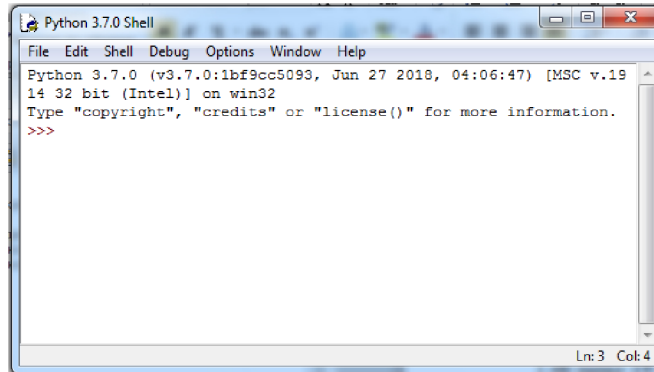 Python 3.7.0 Shell
File Edit Shell Debug Options Window Help
Python 3.7.0 (v3.7.0:1bf9cc5093, Jun 27 2018, 04:06:47) [MSC v.19
14 32 bit (Intel)] on win32
Type "copyright", "credits" or "license()" for more information.
>>>
Ln: 3 Col: 4